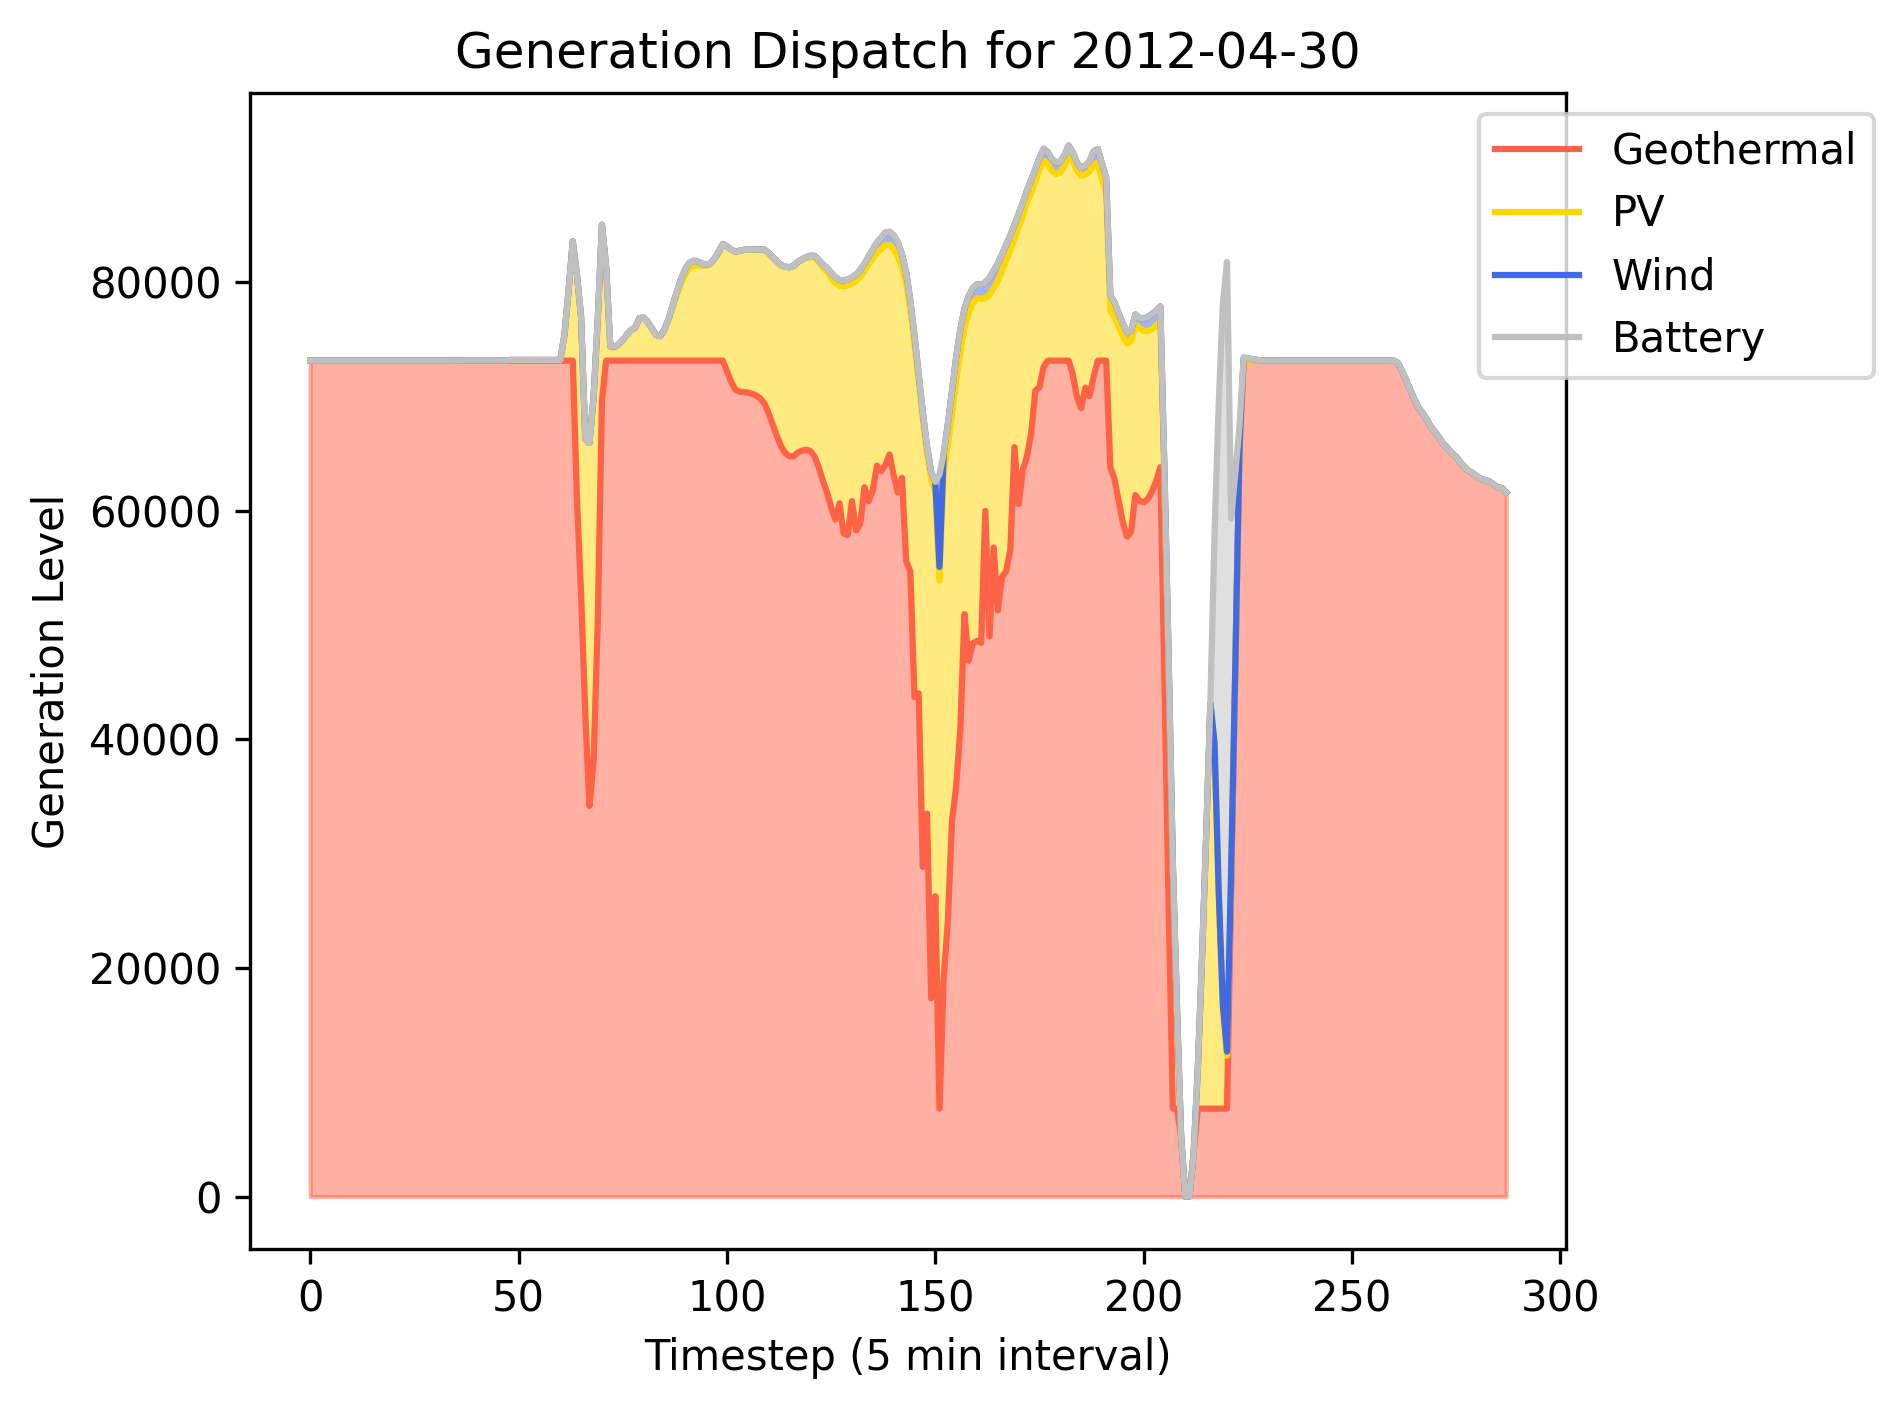 Generation Dispatch for 2012-04-30
Geothermal
PV
Wind
Battery
Generation Level
80000
60000
40000
20000
0
0 50 100 150 200 250 300
Timestep (5 min interval)